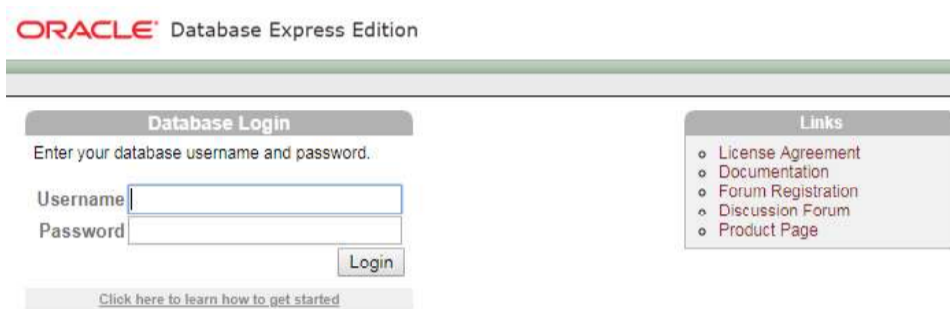 ORACLE Database Express Edition
Database Login
Enter your database username and password.
Username
Password
Login
Click here to learn how to get started
Links
License Agreement
Documentation
Forum Registration
Discussion Forum
Product Page